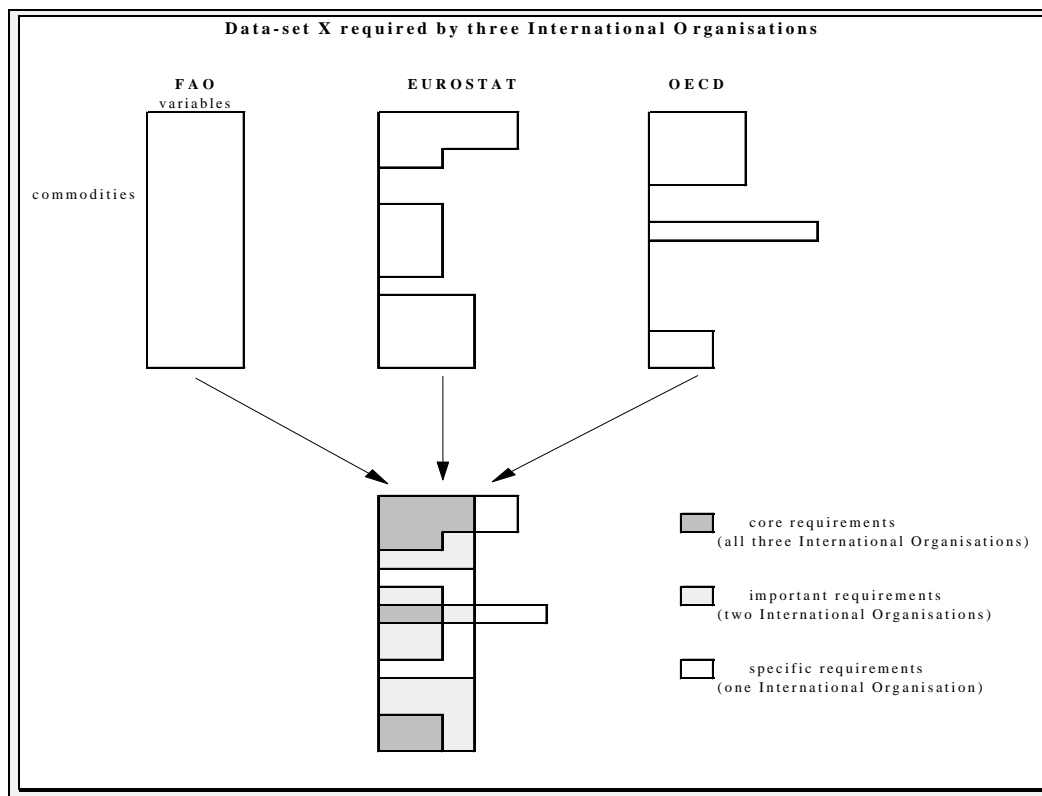 Data-set X required by three International Organisations
FAO
variables
EUROSTAT
OECD
commodities
core requirements
(all three International Organisations)
important requirements
(two International Organisations)
specific requirements
(one International Organisation)